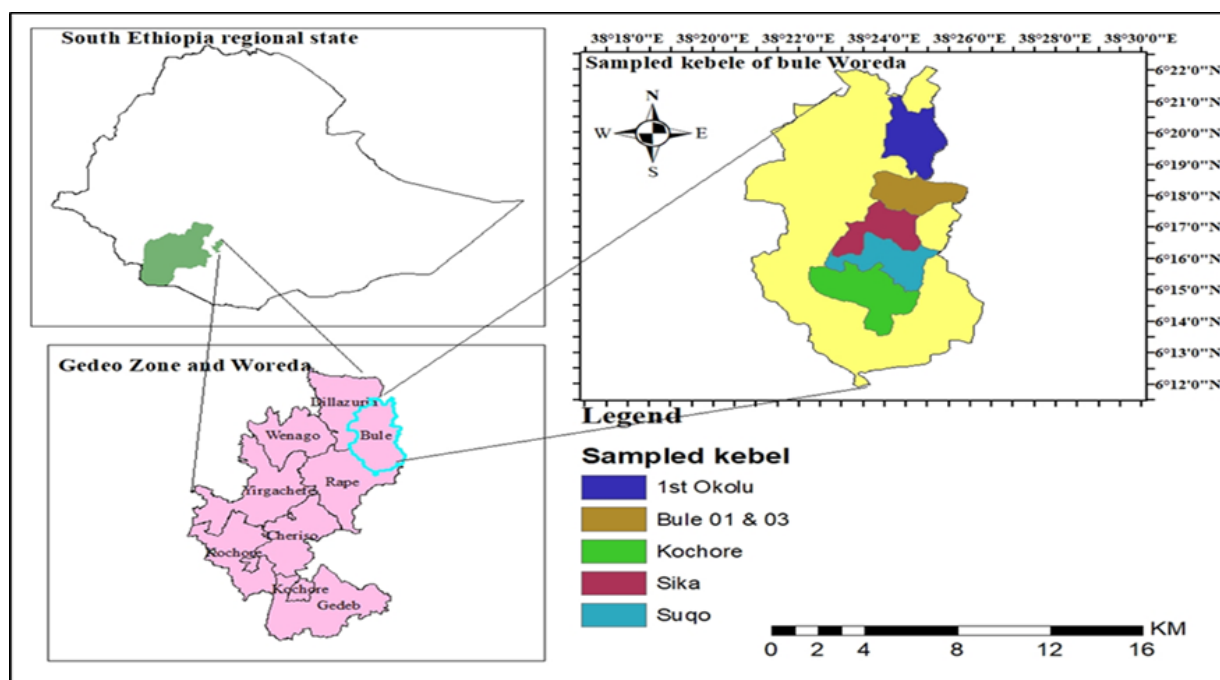 South Ethiopia regional state
38°18'0"E 38°20'0"E 38°22'0"E 38°24'0"E 38°26'0"E 38°30'0"E
Sampled kebele of bule Woreda
N
W E
S
6°22'0"N
6°21'0"N
6°20'0"N
6°19'0"N
6°18'0"N
6°17'0"N
6°16'0"N
6°15'0"N
6°14'0"N
6°13'0"N
6°12'0"N
Gedeo Zone and Woreda
Dillazuria
Wenago
Bule
Rape
Yirgachefe
Cheriso
Kochore
Kochore
Gedeb
Legend
Sampled kebel
1st Okolu
Bule 01 & 03
Kochore
Sika
Suqo
KM
0 2 4 8 12 16